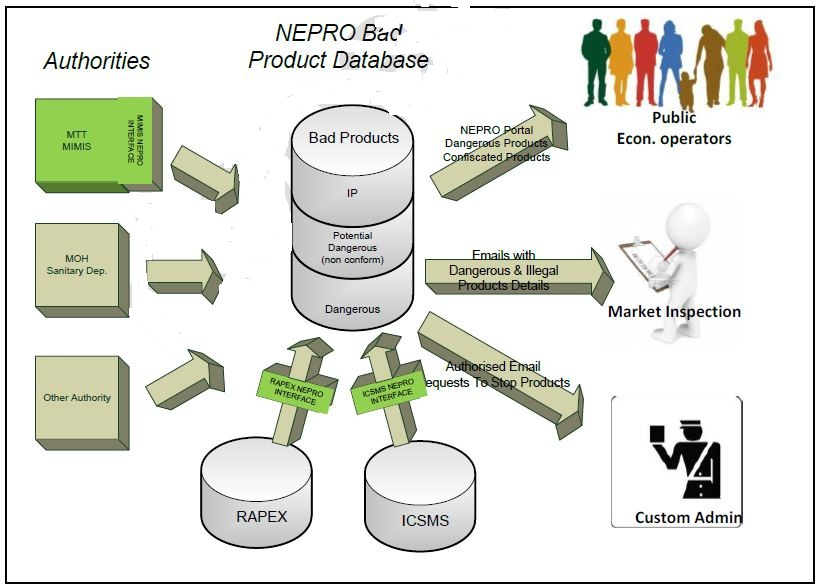 NEPRO Bad
Product Database
Authorities
MTT
MIMIS
MIMIS NEPRO
INTERFACE
MOH
Sanitary Dep.
Other Authority
Bad Products
IP
Potential
Dangerous
(non conform)
Dangerous
RAPEX NEPRO
INTERFACE
ICSMS NEPRO
INTERFACE
RAPEX
ICSMS
NEPRO Portal
Dangerous Products
Confiscated Products
Public
Econ. operators
Emails with
Dangerous & Illegal
Products Details
Market Inspection
Authorised Email
equests To Stop Products
Custom Admin